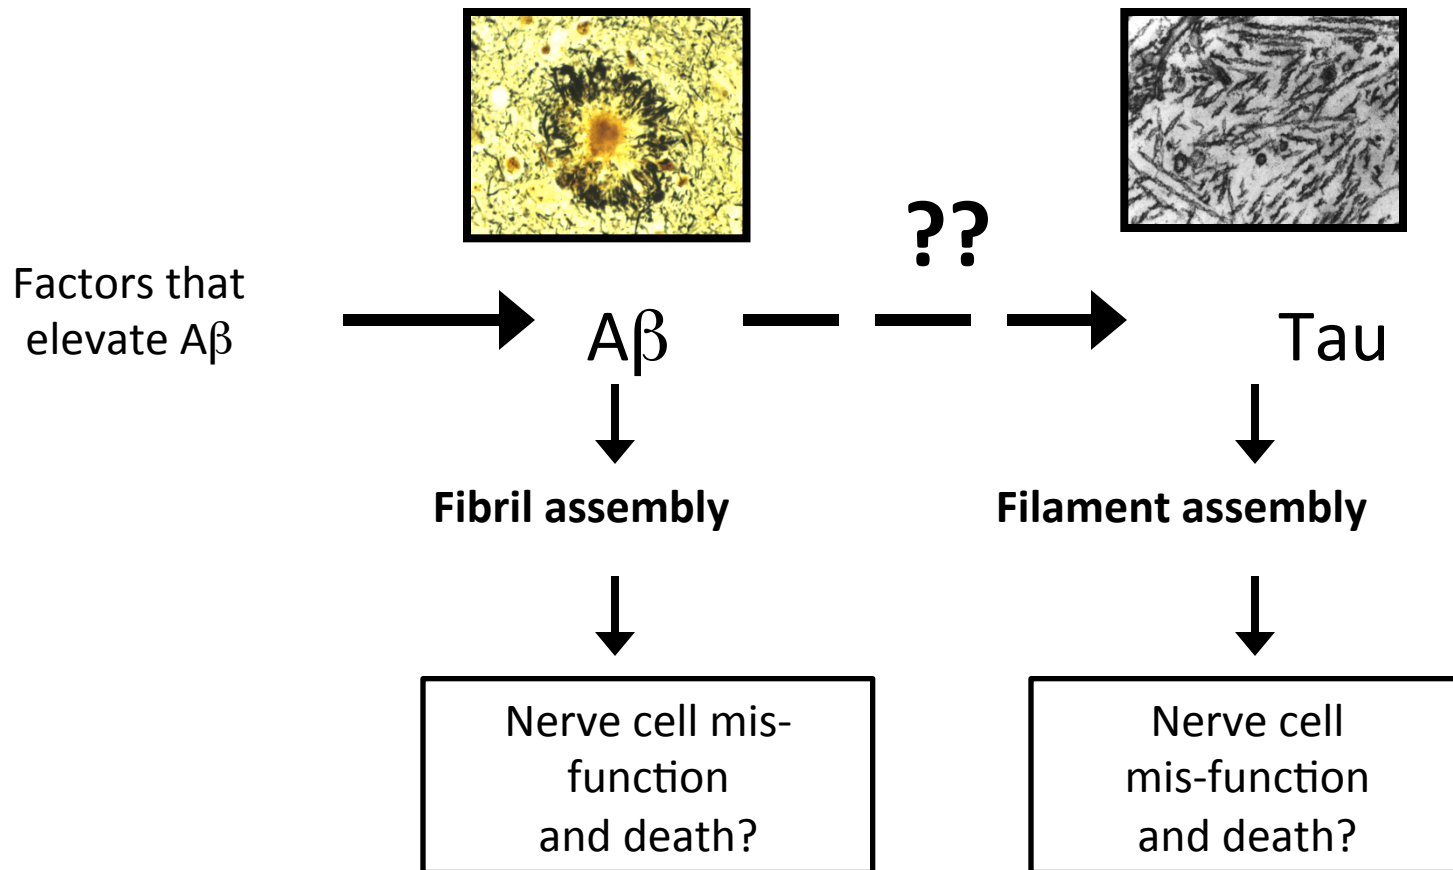 ??
Factors that
elevate Aβ
Aβ
Tau
Fibril assembly
Filament assembly
Nerve cell mis-
function
and death?
Nerve cell
mis-function
and death?